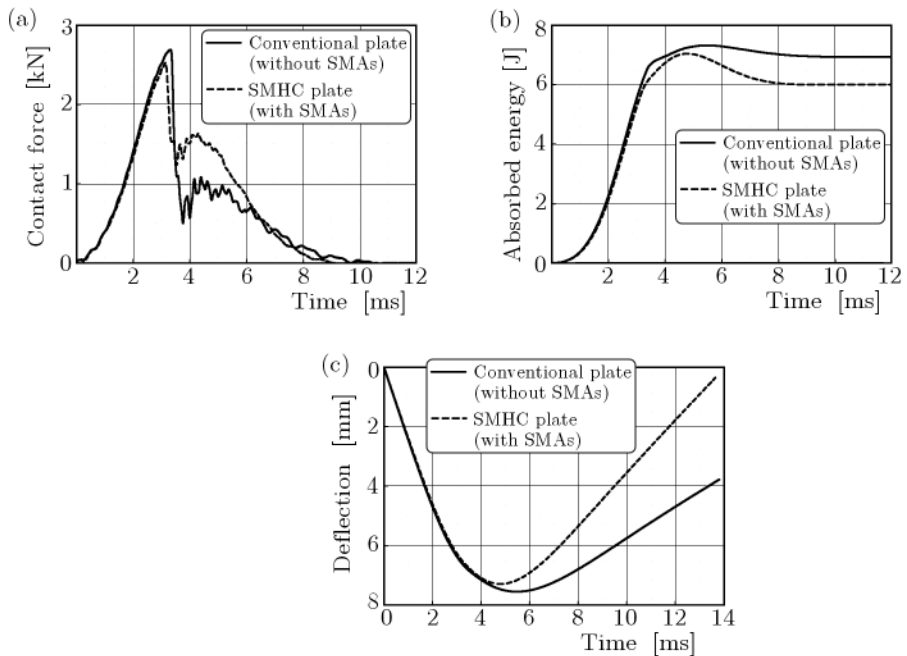 (a)
3
2
1
0
Contact force [kN]
Conventional plate
(without SMAs)
SMHC plate
(with SMAs)
2 4 6 8 10 12
Time [ms]
(b)
8
6
4
2
0
Absorbed energy [J]
Conventional plate
(without SMAs)
SMHC plate
(with SMAs)
2 4 6 8 10 12
Time [ms]
(c)
0
2
4
6
8
Deflection [mm]
Conventional plate
(without SMAs)
SMHC plate
(with SMAs)
0 2 4 6 8 10 12 14
Time [ms]